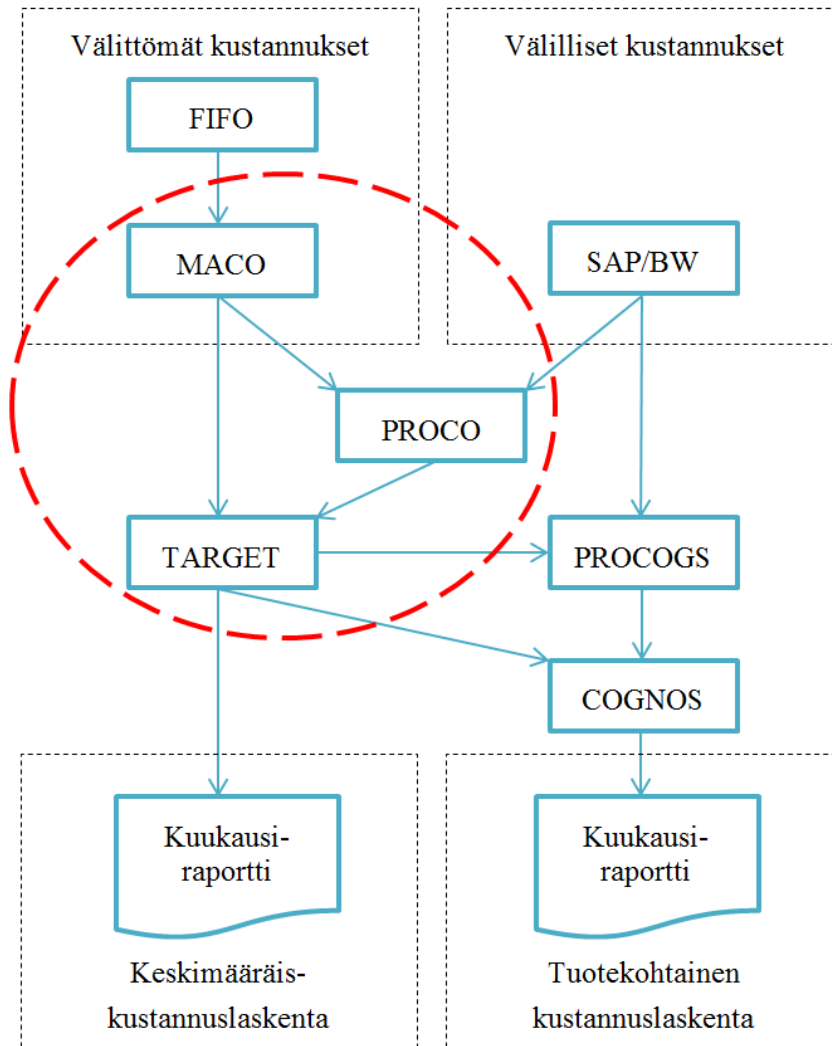 Välittömät kustannukset
Välilliset kustannukset
FIFO
MACO
SAP/BW
PROCO
TARGET
PROCOGS
COGNOS
Kuukausi-
raportti
Kuukausi-
raportti
Keskimääräis-
kustannuslaskenta
Tuotekohtainen
kustannuslaskenta